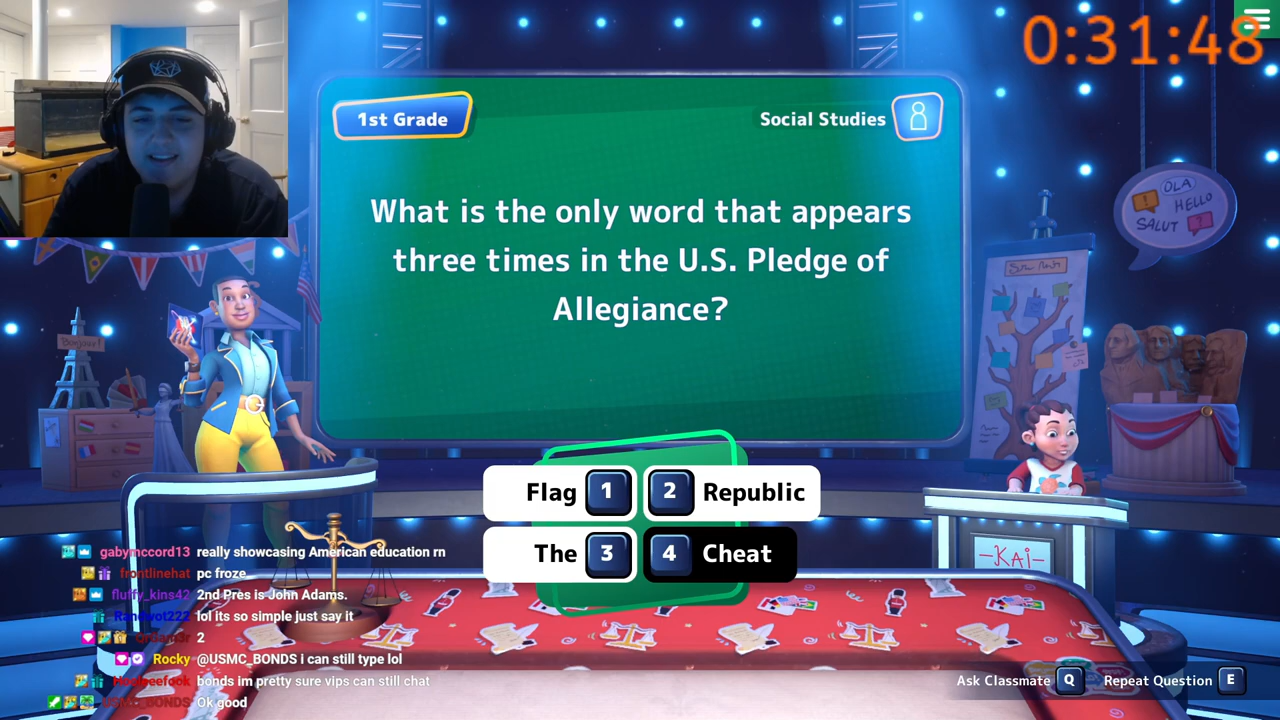 0:31:48
1st Grade
Social Studies
What is the only word that appears
three times in the U.S. Pledge of
Allegiance?
OLA
HELLO
SALUT
Bonjour!
Flag 1
2 Republic
The 3
4 Cheat
-KAi-
gabymccord13 really showcasing American education rn
frontlinehat pc froze
fluffy_kins42 2nd Pres is John Adams.
Randwot222 lol its so simple just say it
2
Rocky @USMC_BONDS i can still type lol
bonds im pretty sure vips can still chat
USMC_BONDS Ok good
Ask Classmate Q
Repeat Question E